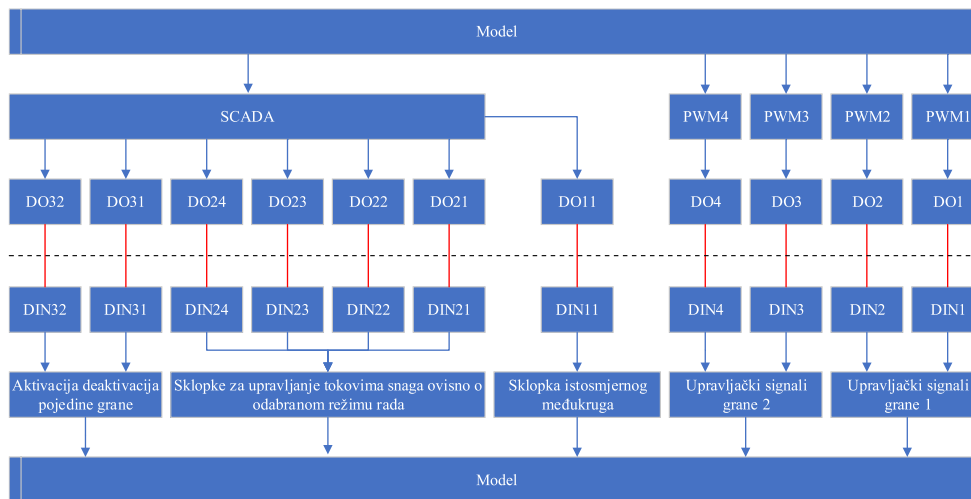 Model
SCADA
PWM4
PWM3
PWM2
PWM1
DO32
DO31
DO24
DO23
DO22
DO21
DO11
DO4
DO3
DO2
DO1
DIN32
DIN31
DIN24
DIN23
DIN22
DIN21
DIN11
DIN4
DIN3
DIN2
DIN1
Aktivacija deaktivacija
pojedine grane
Sklopke za upravljanje tokovima snaga ovisno o
odabranom režimu rada
Sklopka istosmjernog
međukruga
Upravljački signali
grane 2
Upravljački signali
grane 1
Model